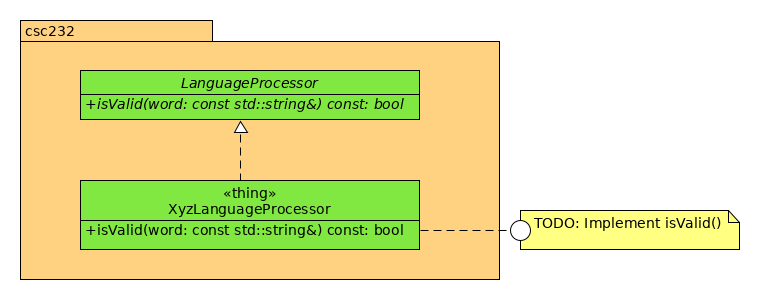 csc232
LanguageProcessor
+isValid(word: const std::string&) const: bool
«thing»
XyzLanguageProcessor
+isValid(word: const std::string&) const: bool
TODO: Implement isValid()